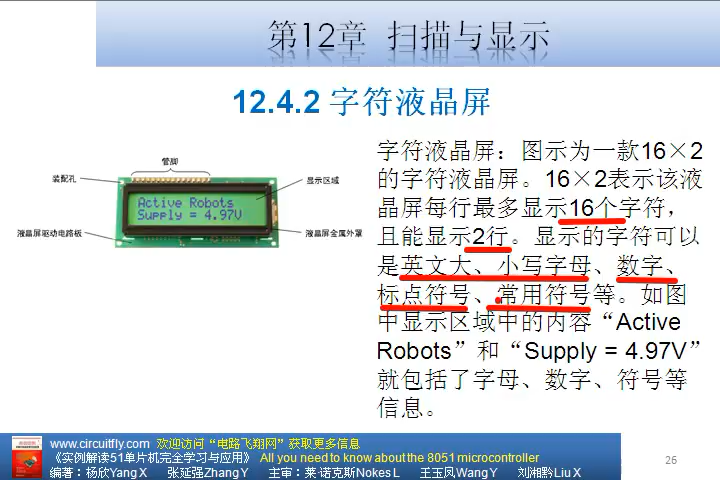 第12章 扫描与显示
12.4.2 字符液晶屏
管脚
装配孔
显示区域
Active Robots
Supply = 4.97V
液晶屏驱动电路板
液晶屏金属外罩
字符液晶屏：图示为一款16×2
的字符液晶屏。16×2表示该液
晶屏每行最多显示16个字符，
且能显示2行。显示的字符可以
是英文大、小写字母、数字、
标点符号、常用符号等。如图
中显示区域中的内容“Active
Robots”和“Supply = 4.97V”
就包括了字母、数字、符号等
信息。
www.circuitfly.com 欢迎访问“电路飞翔网”获取更多信息
《实例解读51单片机完全学习与应用》 All you need to know about the 8051 microcontroller
编著：杨欣Yang X 张延强Zhang Y 主审：莱·诺克斯Nokes L 王玉凤Wang Y 刘湘黔Liu X
26